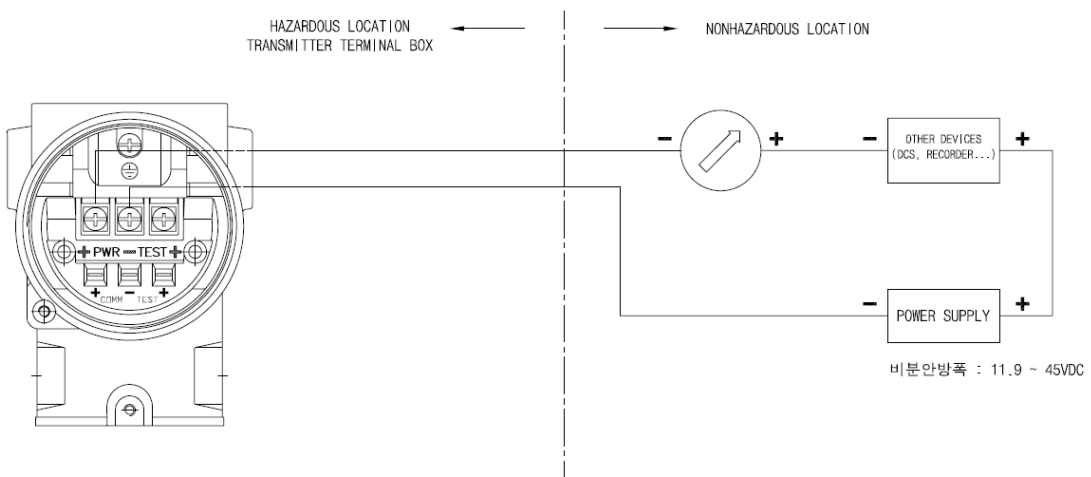 HAZARDOUS LOCATION
TRANSMITTER TERMINAL BOX
NONHAZARDOUS LOCATION
- + - +
OTHER DEVICES
(DCS, RECORDER...)
+ PWR - TEST +
+ - +
COMM TEST
- +
POWER SUPPLY
비분안방폭 : 11.9 ~ 45VDC